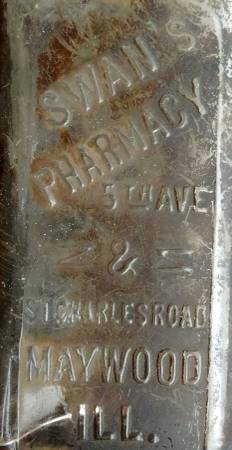 SWAN'S
PHARMACY
5TH AVE
&
ST CHARLES ROAD
MAYWOOD
ILL.